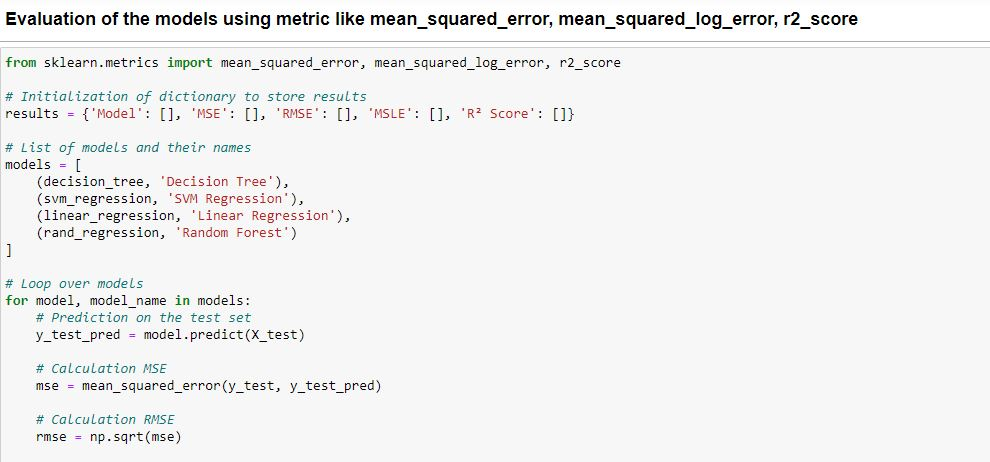 Evaluation of the models using metric like mean_squared_error, mean_squared_log_error, r2_score
from sklearn.metrics import mean_squared_error, mean_squared_log_error, r2_score
# Initialization of dictionary to store results
results = {'Model': [], 'MSE': [], 'RMSE': [], 'MSLE': [], 'R² Score': []}
# List of models and their names
models = [
    (decision_tree, 'Decision Tree'),
    (svm_regression, 'SVM Regression'),
    (linear_regression, 'Linear Regression'),
    (rand_regression, 'Random Forest')
]
# Loop over models
for model, model_name in models:
    # Prediction on the test set
    y_test_pred = model.predict(X_test)
    # Calculation MSE
    mse = mean_squared_error(y_test, y_test_pred)
    # Calculation RMSE
    rmse = np.sqrt(mse)